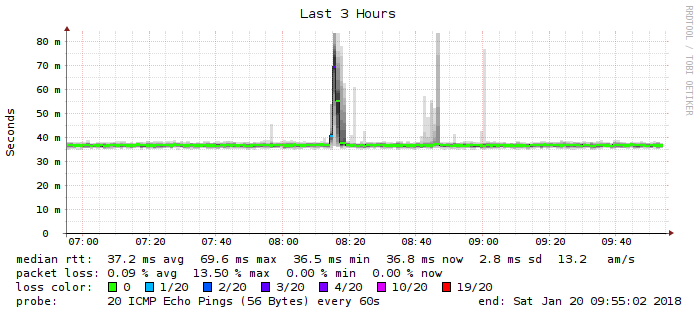 Last 3 Hours
RRDTOOL / TOBI OETIKER
Seconds
80 m
70 m
60 m
50 m
40 m
30 m
20 m
10 m
0
07:00 07:20 07:40 08:00 08:20 08:40 09:00 09:20 09:40
median rtt: 37.2 ms avg 69.6 ms max 36.5 ms min 36.8 ms now 2.8 ms sd 13.2 am/s
packet loss: 0.09 % avg 13.50 % max 0.00 % min 0.00 % now
loss color: 0 1/20 2/20 3/20 4/20 10/20 19/20
probe: 20 ICMP Echo Pings (56 Bytes) every 60s end: Sat Jan 20 09:55:02 2018